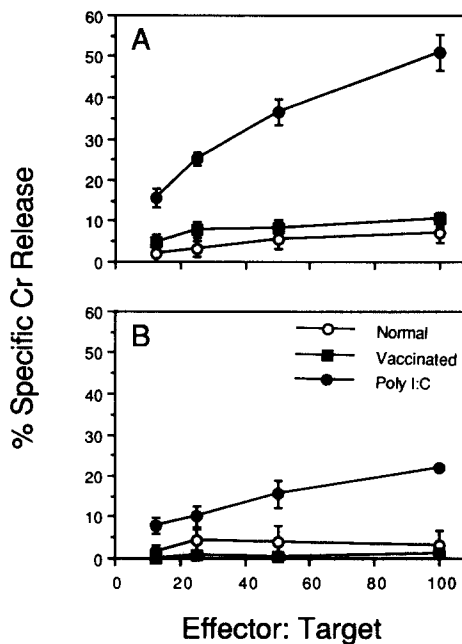 60
A
50
40
30
20
10
0
% Specific Cr Release
60
B
50
40
30
20
10
0
Normal
Vaccinated
Poly I:C
0 20 40 60 80 100
Effector: Target